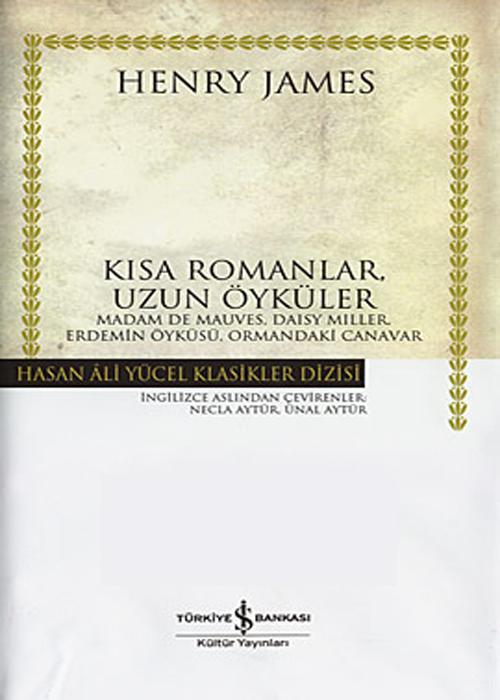 HENRY JAMES
KISA ROMANLAR,
UZUN ÖYKÜLER
MADAM DE MAUVES, DAISY MILLER,
ERDEMİN ÖYKÜSÜ, ORMANDAKİ CANAVAR
HASAN ÂLİ YÜCEL KLASİKLER DİZİSİ
İNGİLİZCE ASLINDAN ÇEVİRENLER:
NECLA AYTÜR, ÜNAL AYTÜR
TÜRKİYE İŞ BANKASI
Kültür Yayınları